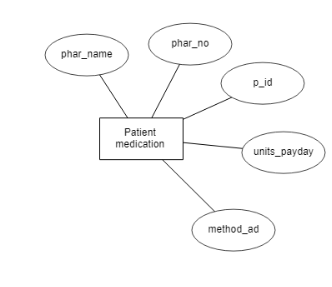 phar_name
phar_no
p_id
Patient
medication
units_payday
method_ad